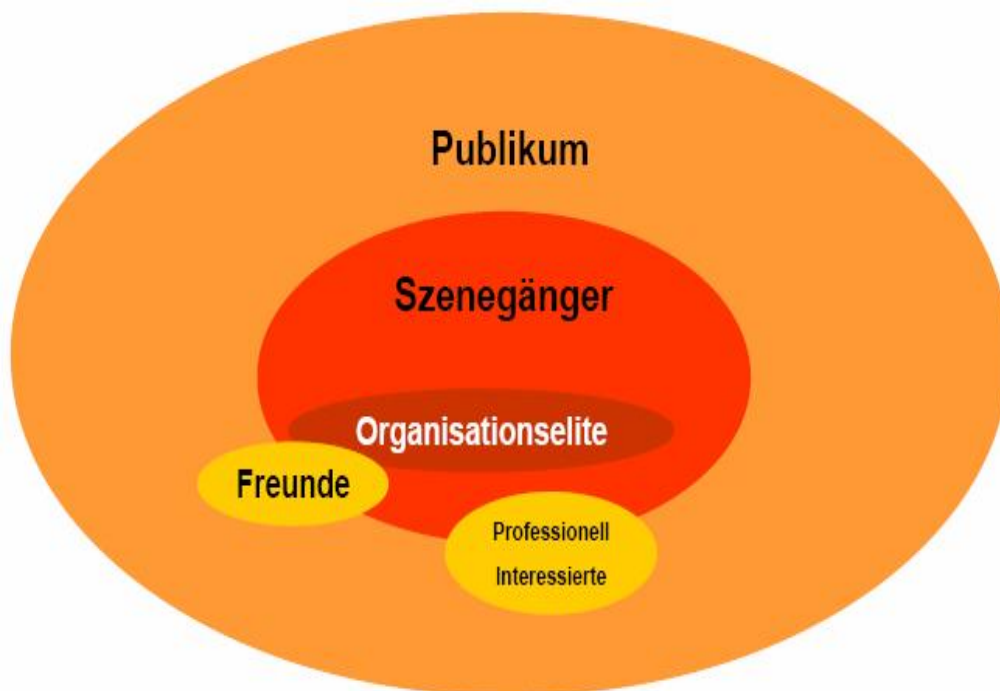 Publikum
Szenegänger
Organisationselite
Freunde
Professionell
Interessierte